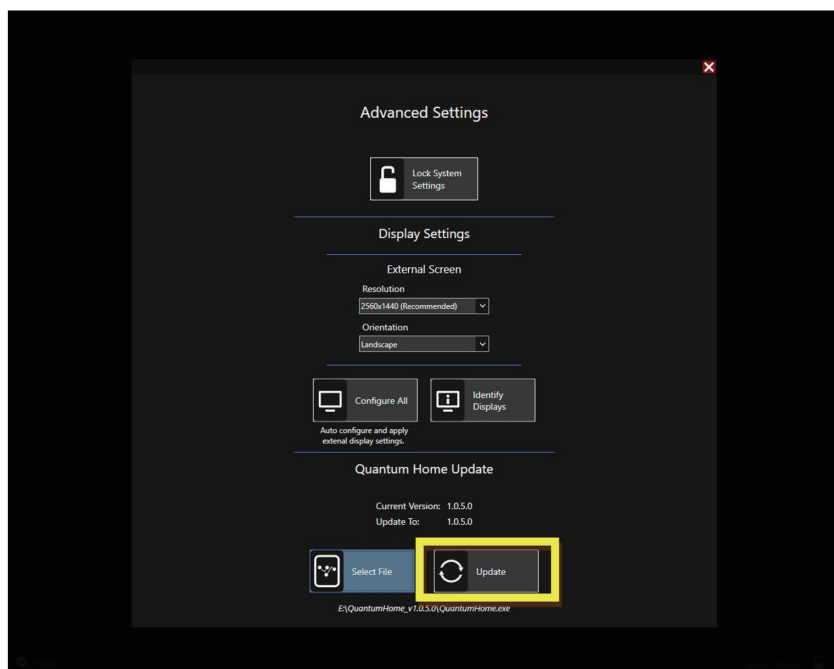 Advanced Settings
Lock System
Settings
Display Settings
External Screen
Resolution
2560x1440 (Recommended)
Orientation
Landscape
Configure All
Identify
Displays
Auto configure and apply
extenal display settings.
Quantum Home Update
Current Version: 1.0.5.0
Update To: 1.0.5.0
Select File
Update
E:\QuantumHome_v1.0.5.0\QuantumHome.exe